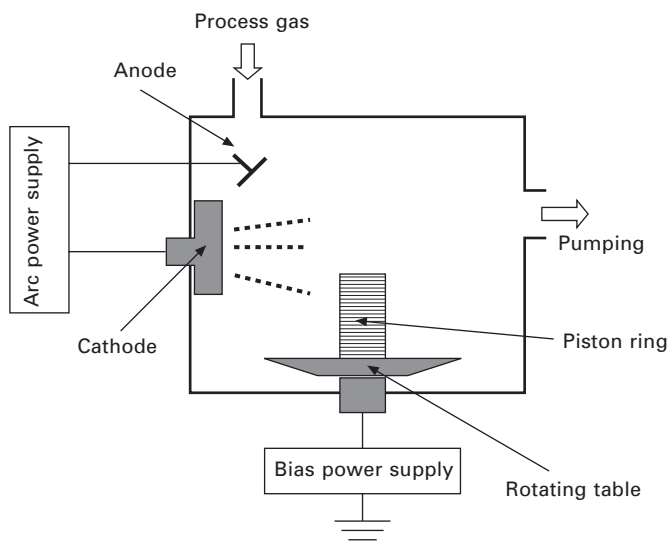 Process gas
Anode
Arc power supply
Pumping
Cathode
Piston ring
Bias power supply
Rotating table